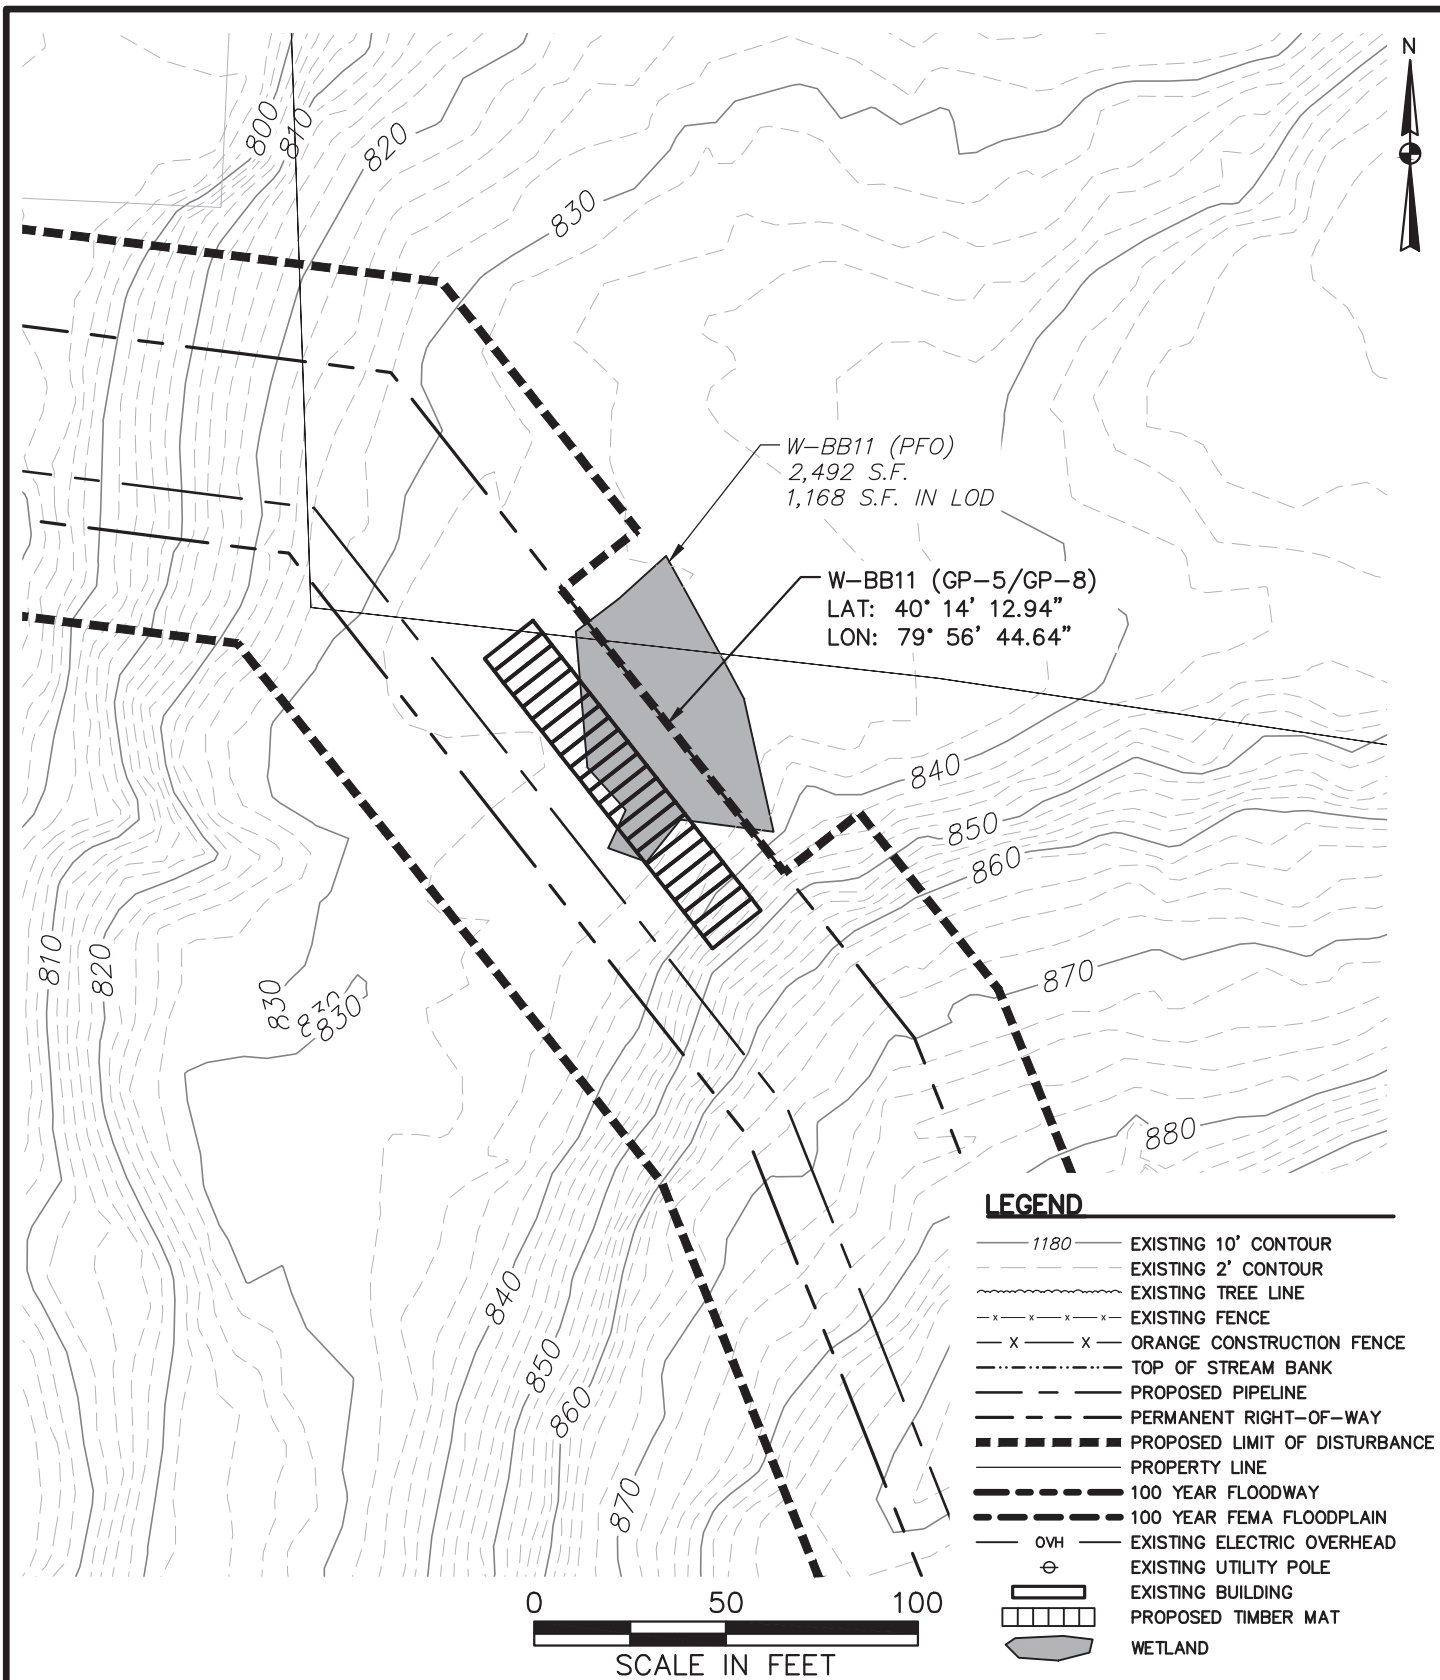 N
800
810
820
830
W-BB11 (PFO)
2,492 S.F.
1,168 S.F. IN LOD
W-BB11 (GP-5/GP-8)
LAT: 40° 14' 12.94"
LON: 79° 56' 44.64"
840
850
860
810
820
830
830
830
870
880
840
850
860
870
LEGEND
1180 EXISTING 10' CONTOUR
EXISTING 2' CONTOUR
EXISTING TREE LINE
x x x x EXISTING FENCE
X X ORANGE CONSTRUCTION FENCE
TOP OF STREAM BANK
PROPOSED PIPELINE
PERMANENT RIGHT-OF-WAY
PROPOSED LIMIT OF DISTURBANCE
PROPERTY LINE
100 YEAR FLOODWAY
100 YEAR FEMA FLOODPLAIN
OVH EXISTING ELECTRIC OVERHEAD
EXISTING UTILITY POLE
EXISTING BUILDING
PROPOSED TIMBER MAT
WETLAND
0 50 100
SCALE IN FEET